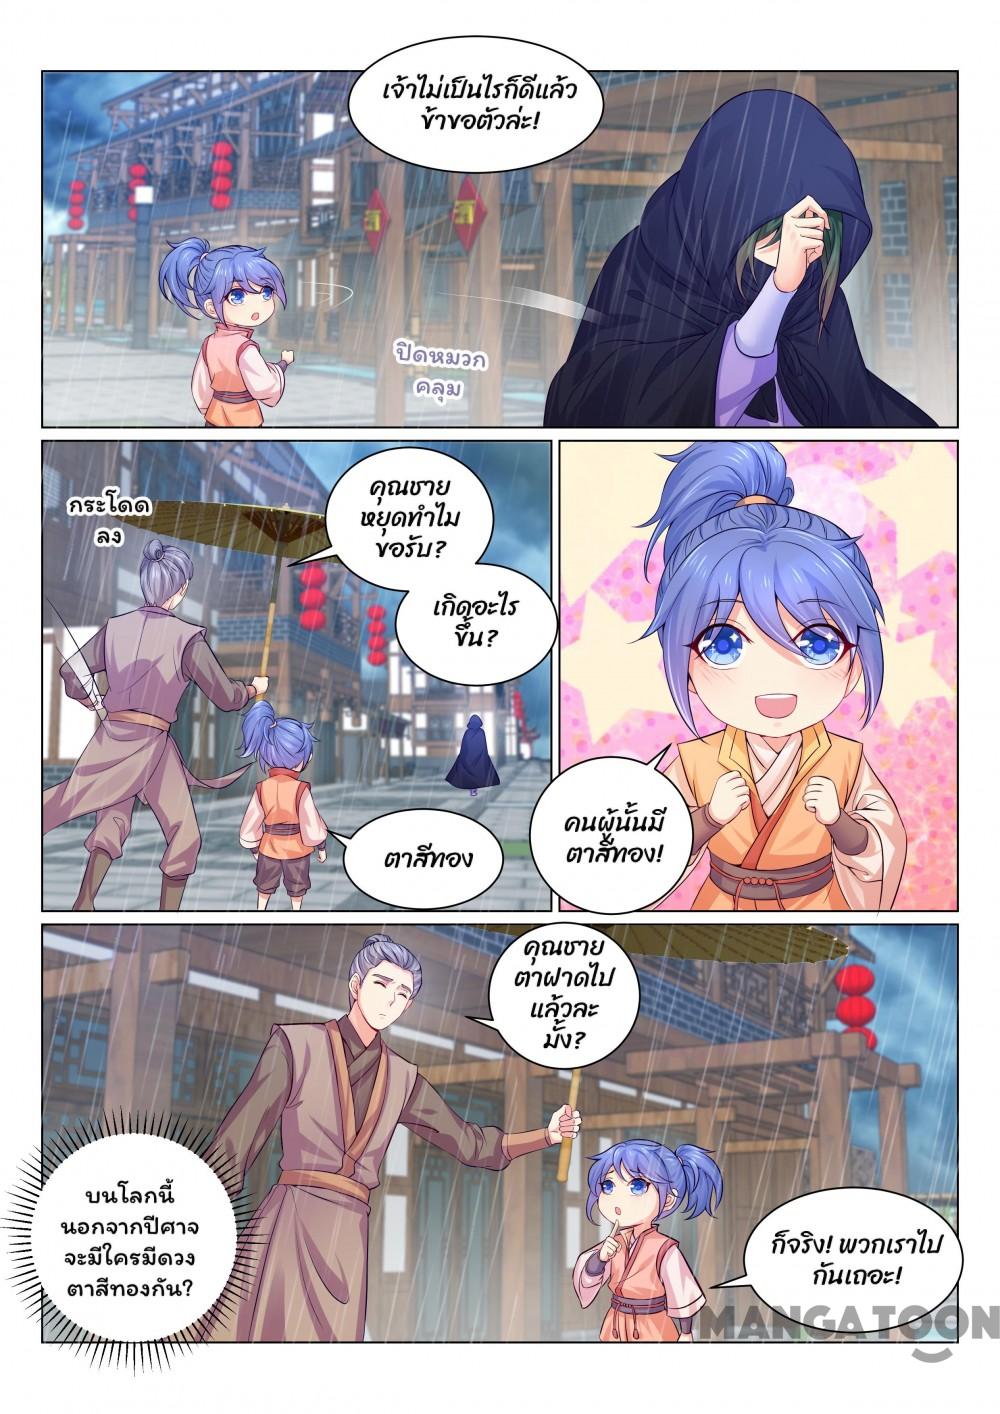 เจ้าไม่เป็นไรก็ดีแล้ว
ข้าขอตัวล่ะ!
ปิดหมวก
คลุม
กระโดด
ลง
คุณชาย
หยุดทำไม
ขอรับ?
เกิดอะไร
ขึ้น?
ตาสีทอง
คนผู้นั้นมี
ตาสีทอง!
คุณชาย
ตาฝาดไป
แล้วละ
มั้ง?
บนโลกนี้
นอกจากปีศาจ
จะมีใครมีดวง
ตาสีทองกัน?
ก็จริง! พวกเราไป
กันเถอะ!
MANGATOON